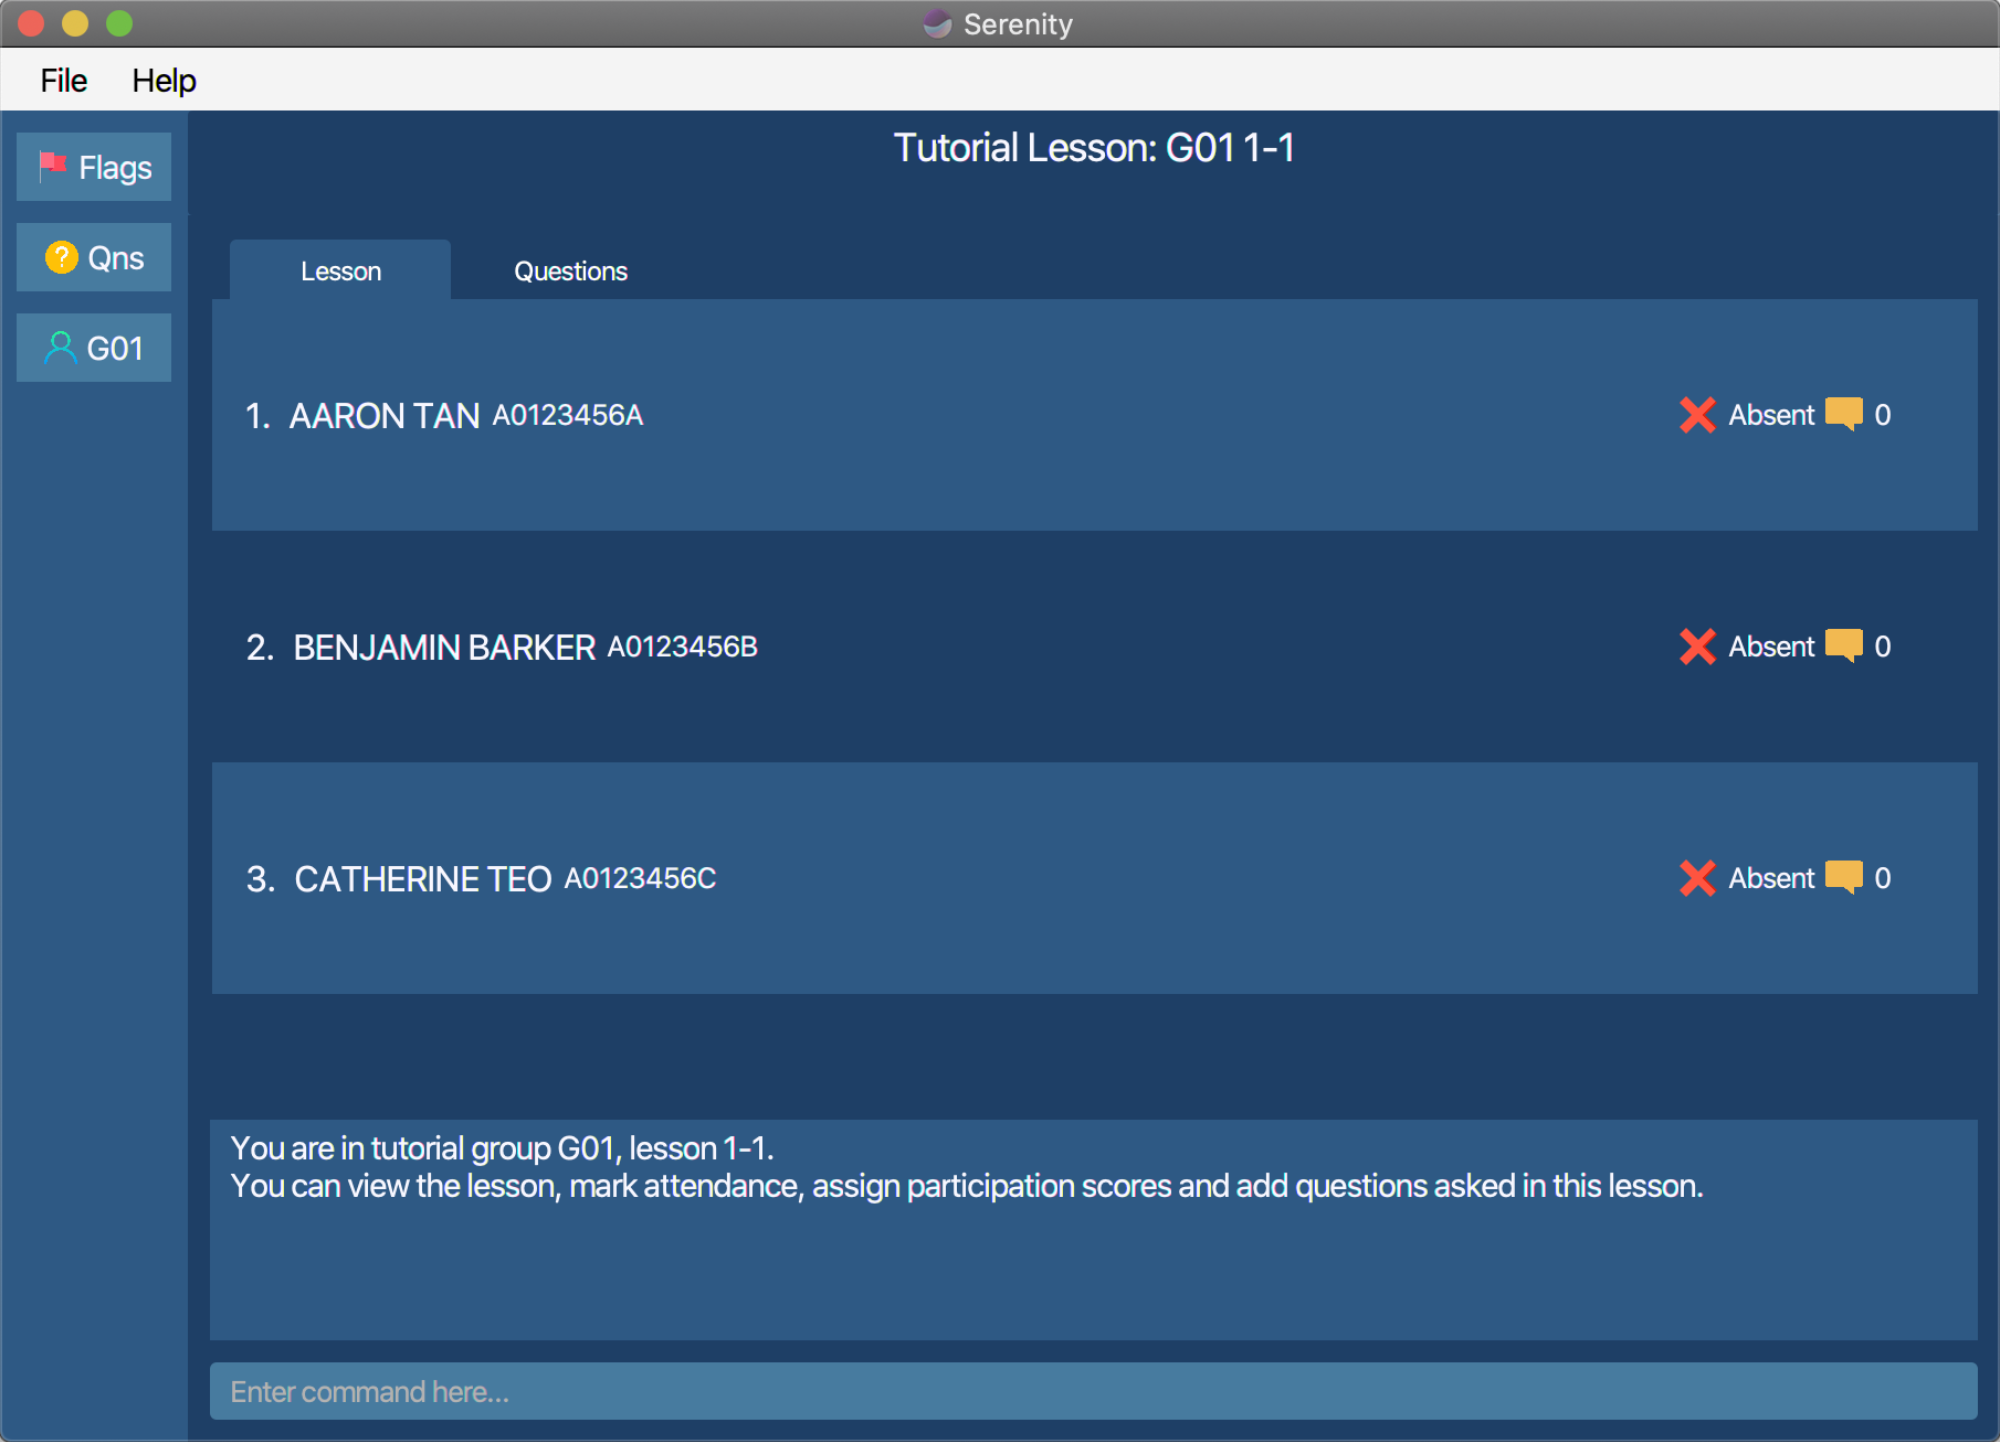 Serenity
File Help
Flags
Qns
G01
Tutorial Lesson: G01 1-1
Lesson Questions
1. AARON TAN A0123456A Absent 0
2. BENJAMIN BARKER A0123456B Absent 0
3. CATHERINE TEO A0123456C Absent 0
You are in tutorial group G01, lesson 1-1.
You can view the lesson, mark attendance, assign participation scores and add questions asked in this lesson.
Enter command here...